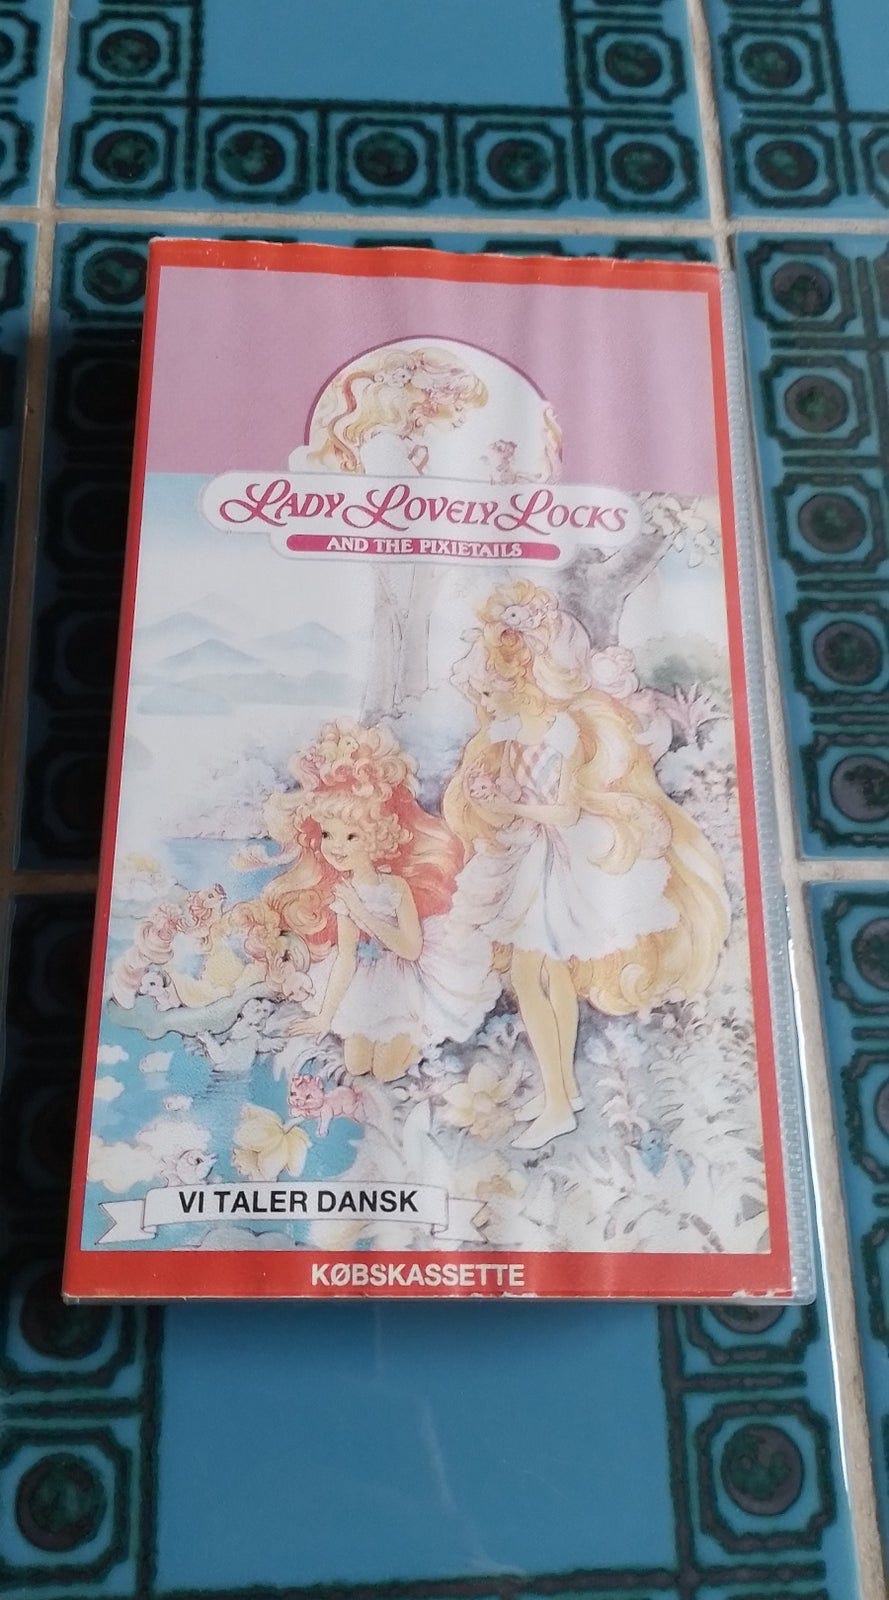 LADY LOVELY LOCKS
AND THE PIXIETAILS
VI TALER DANSK
KØBSKASSETTE